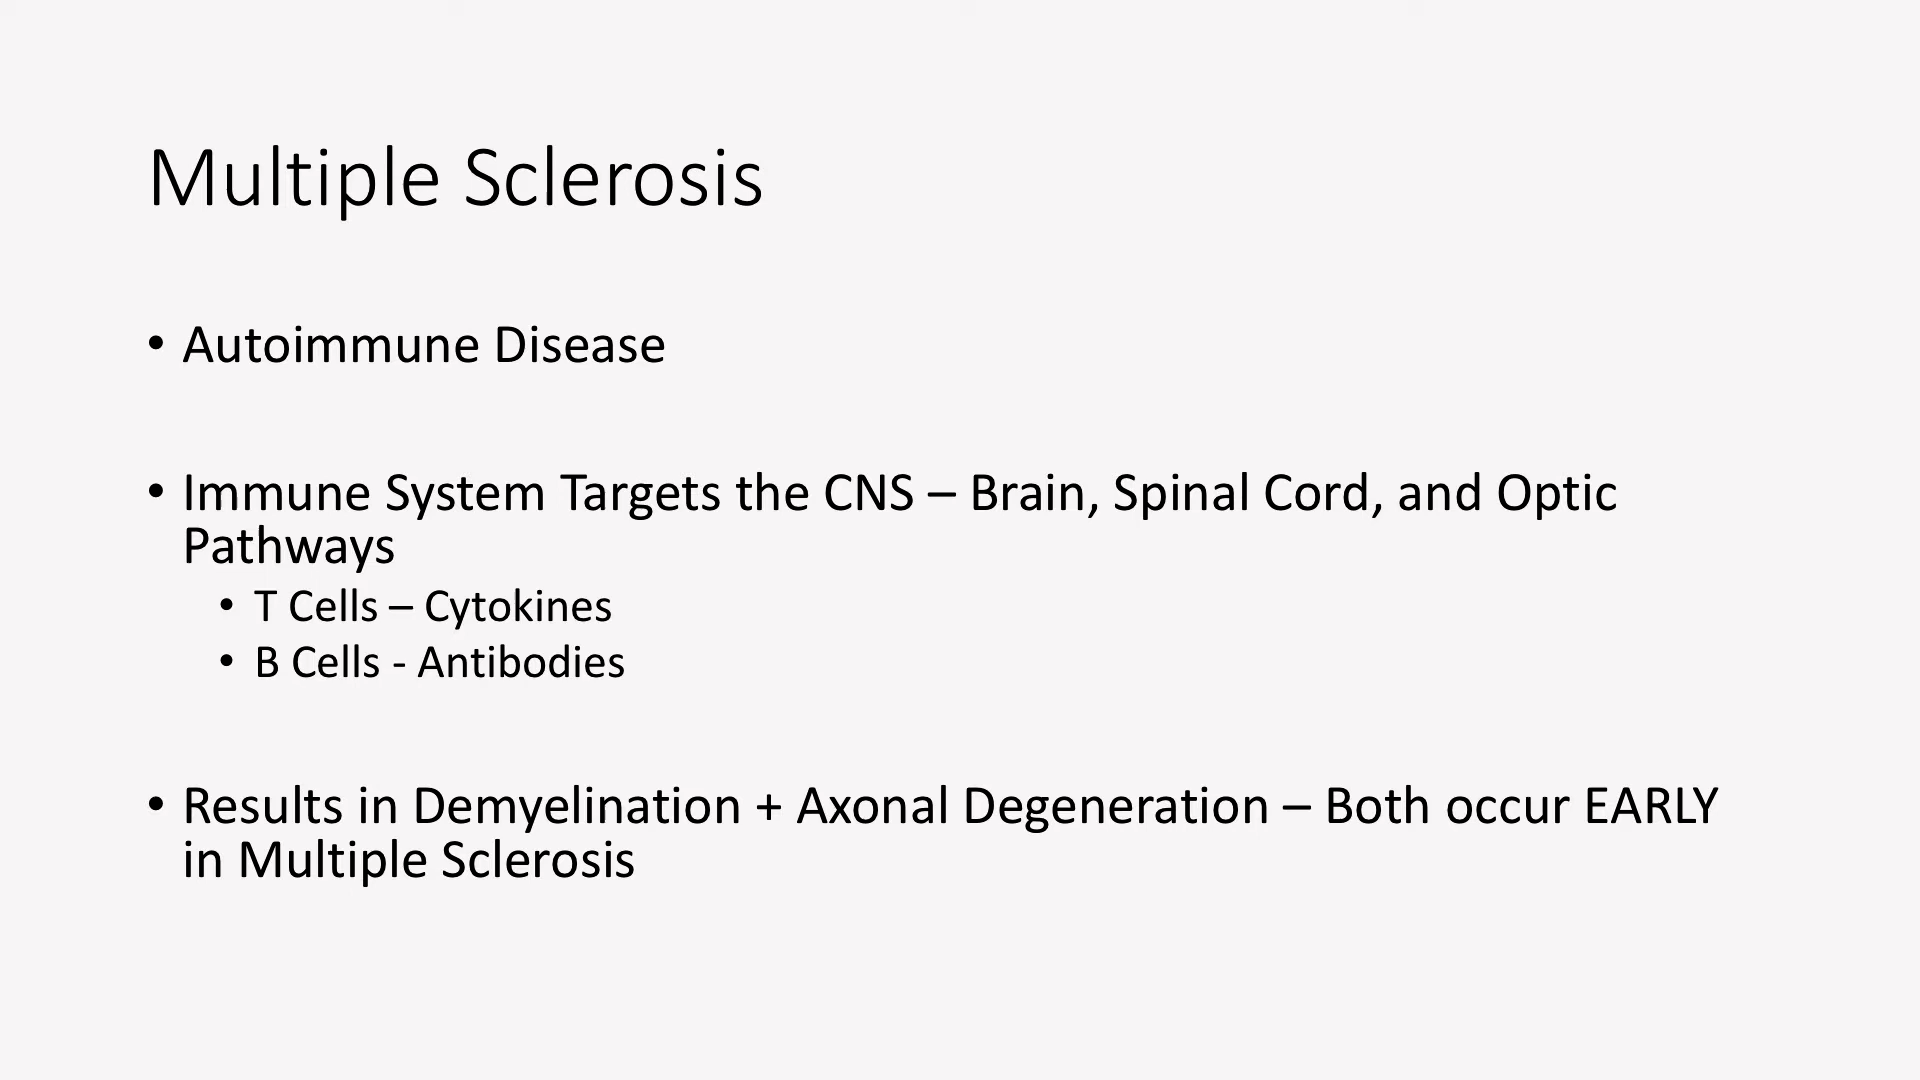 Multiple Sclerosis
• Autoimmune Disease
• Immune System Targets the CNS – Brain, Spinal Cord, and Optic
Pathways
• T Cells – Cytokines
• B Cells - Antibodies
• Results in Demyelination + Axonal Degeneration – Both occur EARLY
in Multiple Sclerosis